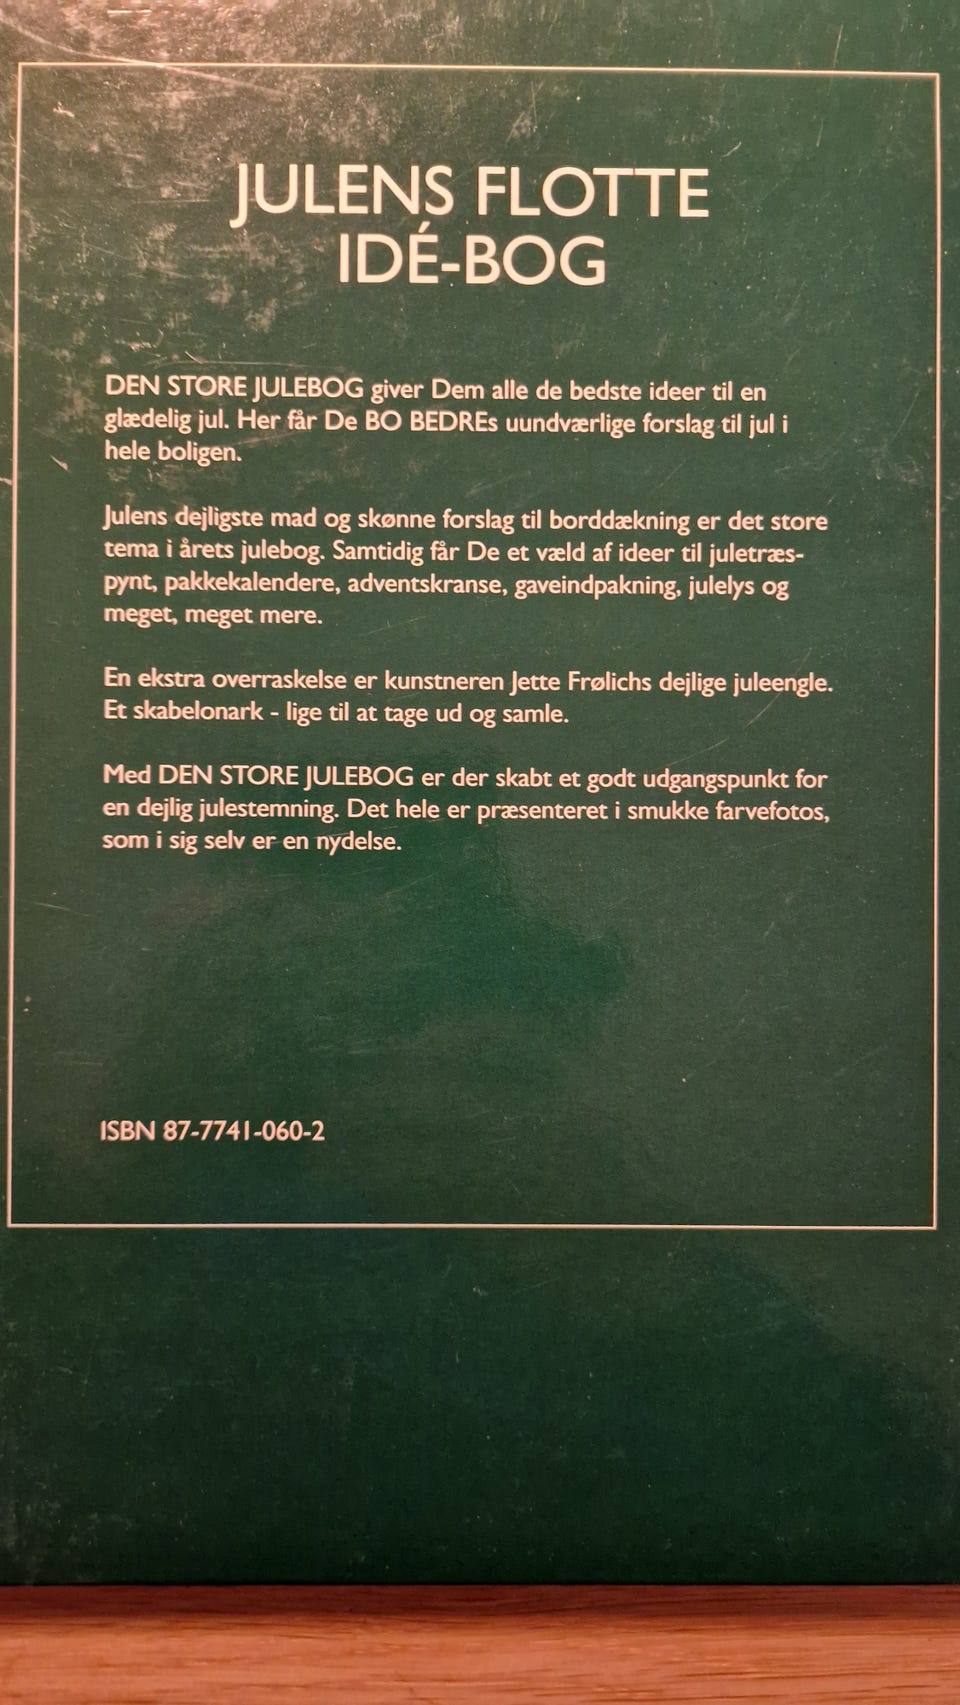 JULENS FLOTTE
IDÉ-BOG
DEN STORE JULEBOG giver Dem alle de bedste ideer til en
glædelig jul. Her får De BO BEDREs uundværlige forslag til jul i
hele boligen.
Julens dejligste mad og skønne forslag til borddækning er det store
tema i årets julebog. Samtidig får De et væld af ideer til juletræs-
pynt, pakkekalendere, adventskranse, gaveindpakning, julelys og
meget, meget mere.
En ekstra overraskelse er kunstneren Jette Frølichs dejlige juleengle.
Et skabelonark - lige til at tage ud og samle.
Med DEN STORE JULEBOG er der skabt et godt udgangspunkt for
en dejlig julestemning. Det hele er præsenteret i smukke farvefotos,
som i sig selv er en nydelse.
ISBN 87-7741-060-2